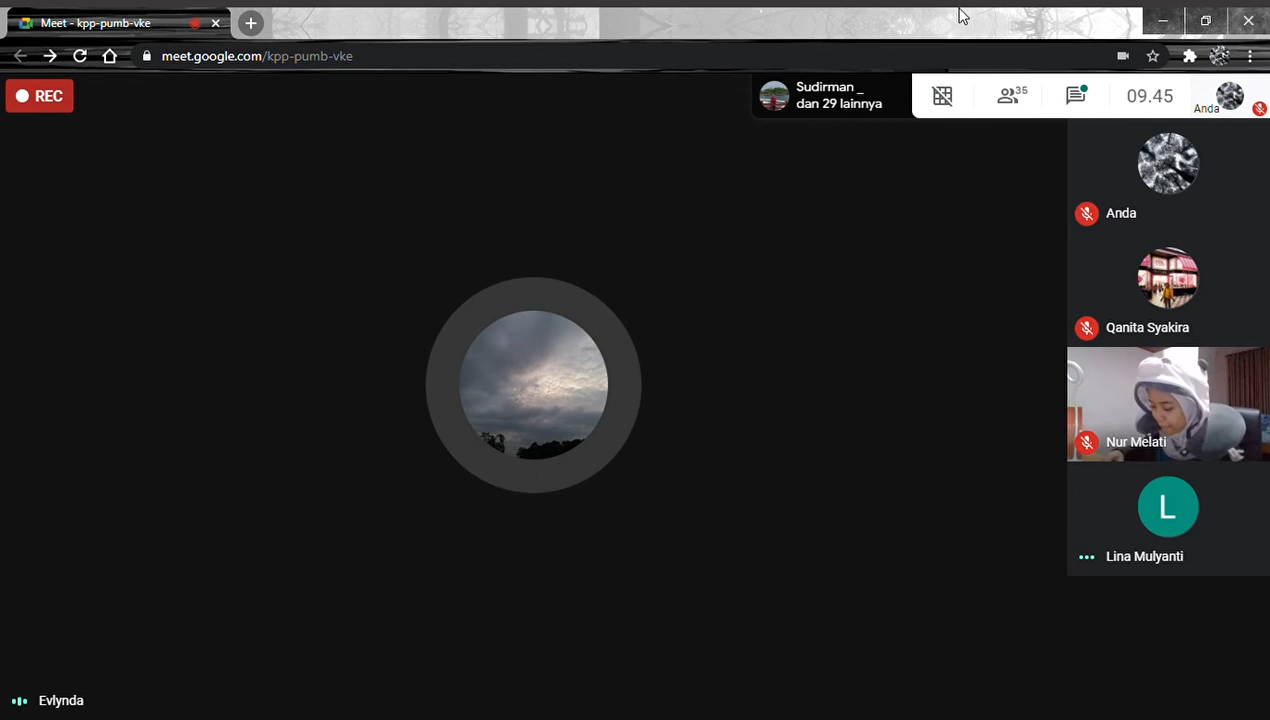 Meet - kpp-pumb-vke
meet.google.com/kpp-pumb-vke
REC
Sudirman _
dan 29 lainnya
35
09.45
Anda
Anda
Qanita Syakira
Nur Melati
L
Lina Mulyanti
Evlynda